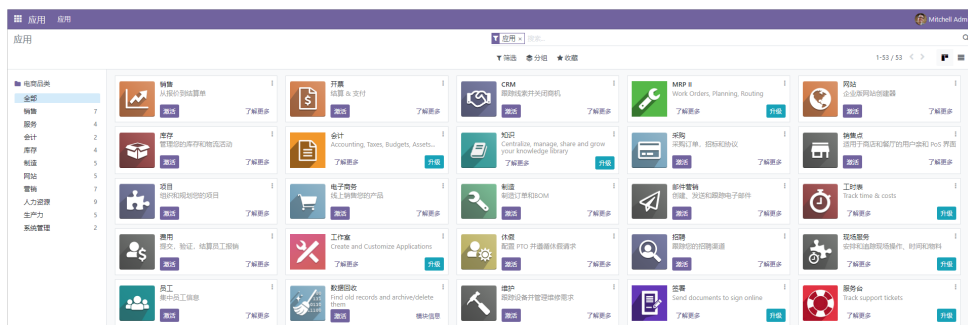 应用 应用 Mitchell Adm
应用 应用 × 搜索...
筛选 分组 收藏 1-53 / 53
电商品类
全部
销售 7
服务 4
会计 2
库存 4
制造 5
网站 5
营销 7
人力资源 9
生产力 5
系统管理 2
销售
从报价到结算单
激活 了解更多
开票
结算 & 支付
激活 了解更多
CRM
跟踪线索并关闭商机
激活 了解更多
MRP II
Work Orders, Planning, Routing
了解更多 升级
网站
企业版网站创建器
激活 了解更多
库存
管理您的库存和物流活动
激活 了解更多
会计
Accounting, Taxes, Budgets, Assets...
了解更多 升级
知识
Centralize, manage, share and grow
your knowledge library
了解更多 升级
采购
采购订单、招标和协议
激活 了解更多
销售点
适用于商店和餐厅的用户友和 PoS 界面
激活 了解更多
项目
组织和规划您的项目
激活 了解更多
电子商务
线上销售您的产品
激活 了解更多
制造
制造订单和BOM
激活 了解更多
邮件营销
创建、发送和跟踪电子邮件
激活 了解更多
工时表
Track time & costs
了解更多 升级
费用
提交、验证、结算员工报销
激活 了解更多
工作室
Create and Customize Applications
了解更多 升级
休假
配置 PTO 并遵循休假请求
激活 了解更多
招聘
跟踪您的招聘渠道
激活 了解更多
现场服务
安排和追踪现场操作、时间和物料
了解更多 升级
员工
集中员工信息
激活 了解更多
数据回收
Find old records and archive/delete
them
激活 模块信息
维护
跟踪设备并管理维修需求
激活 了解更多
签署
Send documents to sign online
了解更多 升级
服务台
Track support tickets
了解更多 升级